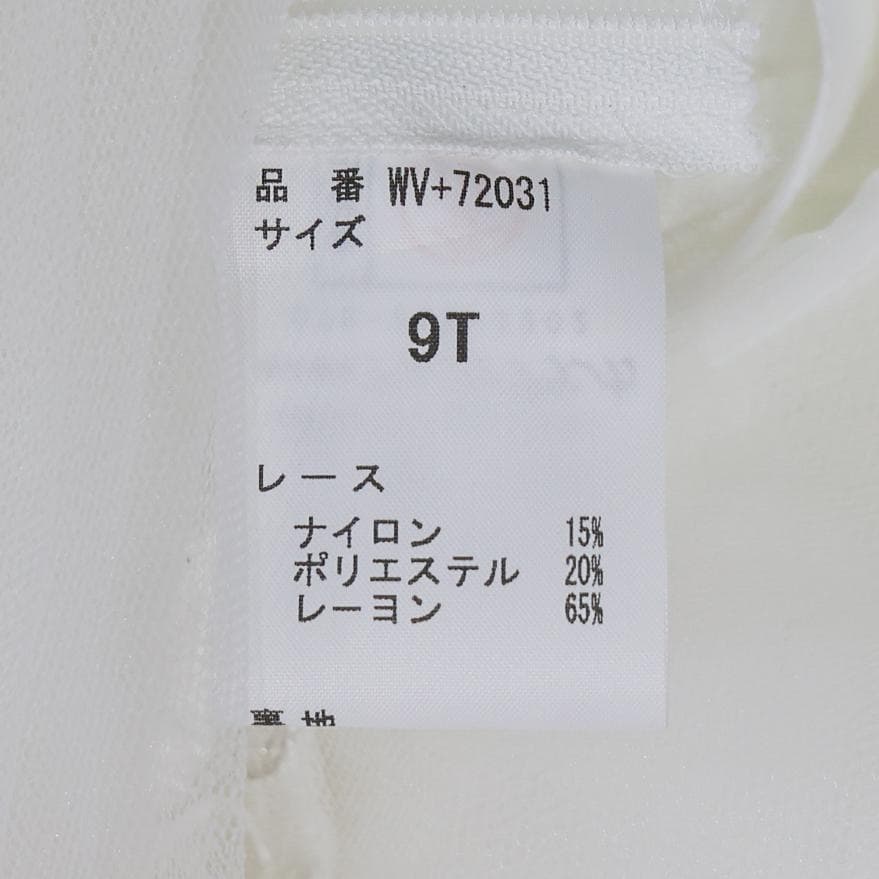 品 番 WV+72031
サイズ
9T
レース
ナイロン 15%
ポリエステル 20%
レーヨン 65%